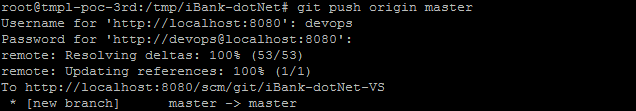 root@tmpl-poc-3rd:/tmp/iBank-dotNet# git push origin master
Username for 'http://localhost:8080': devops
Password for 'http://devops@localhost:8080':
remote: Resolving deltas: 100% (53/53)
remote: Updating references: 100% (1/1)
To http://localhost:8080/scm/git/iBank-dotNet-VS
 * [new branch]      master -> master